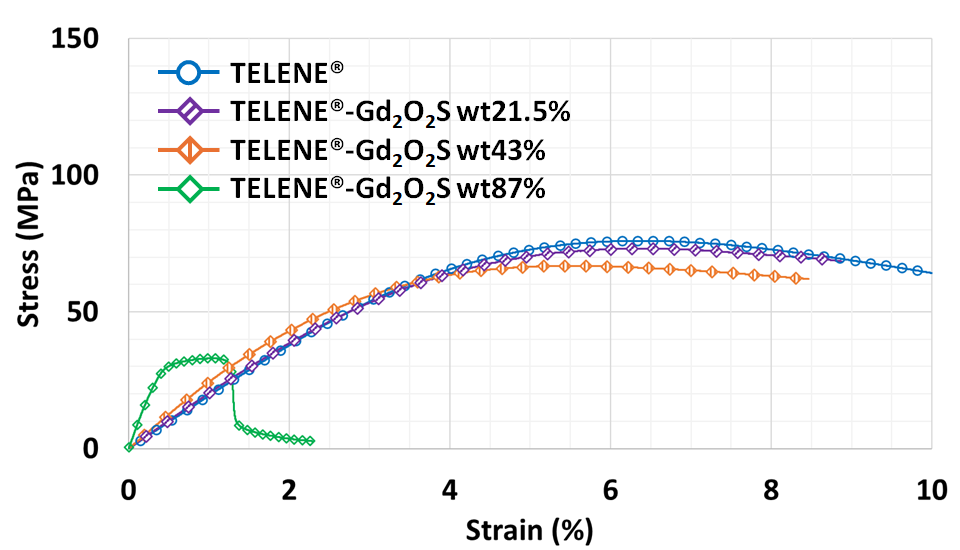 150
100
50
0
Stress (MPa)
TELENE®
TELENE®-Gd₂O₂S wt21.5%
TELENE®-Gd₂O₂S wt43%
TELENE®-Gd₂O₂S wt87%
0 2 4 6 8 10
Strain (%)